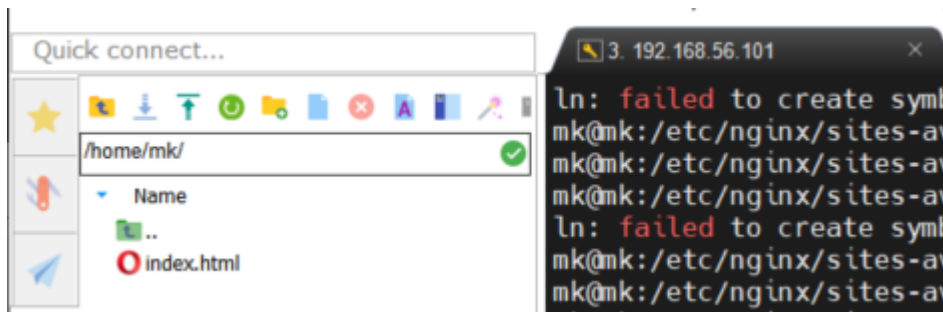 Quick connect...
3. 192.168.56.101
/home/mk/
Name
..
index.html
ln: failed to create symb
mk@mk:/etc/nginx/sites-av
mk@mk:/etc/nginx/sites-av
mk@mk:/etc/nginx/sites-av
ln: failed to create symb
mk@mk:/etc/nginx/sites-av
mk@mk:/etc/nginx/sites-av